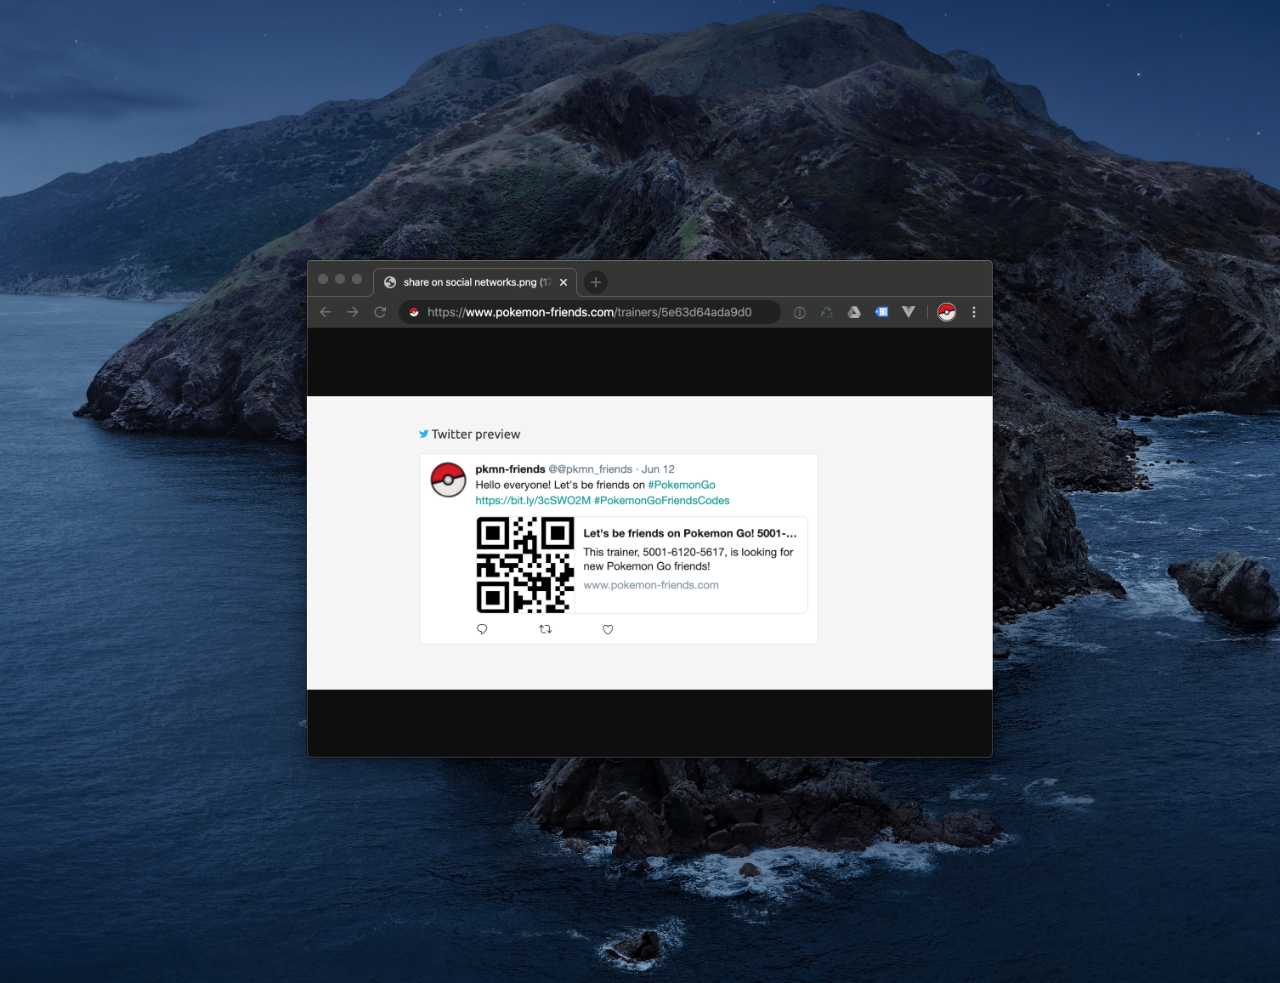 share on social networks.png (1
https://www.pokemon-friends.com/trainers/5e63d64ada9d0
Twitter preview
pkmn-friends @@pkmn_friends · Jun 12
Hello everyone! Let's be friends on #PokemonGo
https://bit.ly/3cSWO2M #PokemonGoFriendsCodes
Let's be friends on Pokemon Go! 5001-...
This trainer, 5001-6120-5617, is looking for
new Pokemon Go friends!
www.pokemon-friends.com